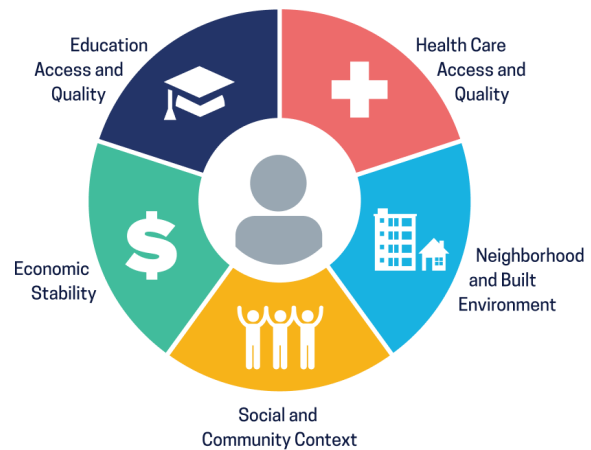 Education
Access and
Quality
Health Care
Access and
Quality
Economic
Stability
$
Neighborhood
and Built
Environment
Social and
Community Context